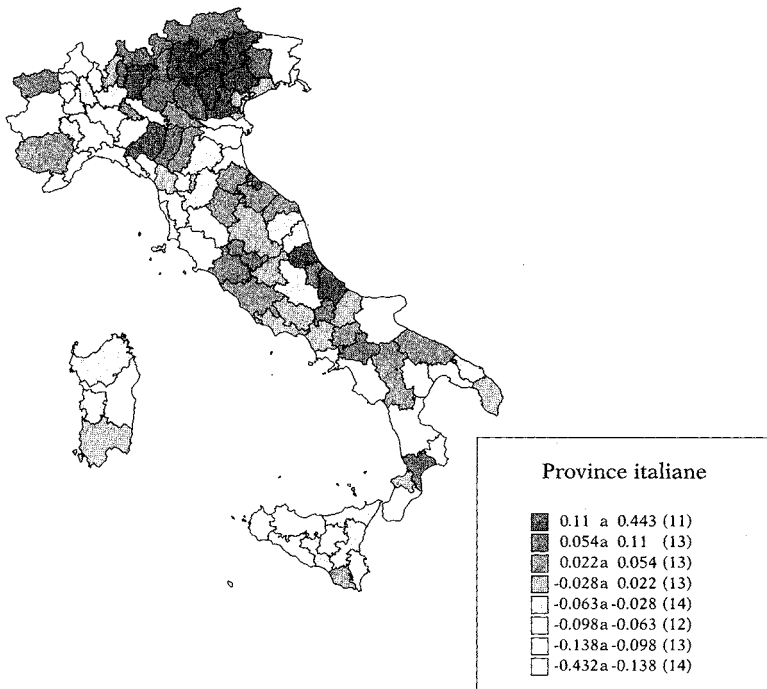 Province italiane
0.11 a 0.443 (11)
0.054a 0.11 (13)
0.022a 0.054 (13)
-0.028a 0.022 (13)
-0.063a -0.028 (14)
-0.098a -0.063 (12)
-0.138a -0.098 (13)
-0.432a -0.138 (14)